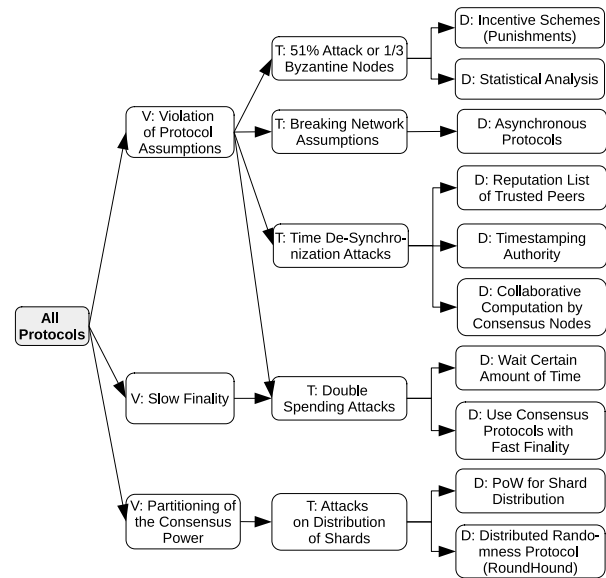 All
Protocols
V: Violation
of Protocol
Assumptions
V: Slow Finality
V: Partitioning of
the Consensus
Power
T: 51% Attack or 1/3
Byzantine Nodes
T: Breaking Network
Assumptions
T: Time De-Synchro-
nization Attacks
T: Double
Spending Attacks
T: Attacks
on Distribution
of Shards
D: Incentive Schemes
(Punishments)
D: Statistical Analysis
D: Asynchronous
Protocols
D: Reputation List
of Trusted Peers
D: Timestamping
Authority
D: Collaborative
Computation by
Consensus Nodes
D: Wait Certain
Amount of Time
D: Use Consensus
Protocols with
Fast Finality
D: PoW for Shard
Distribution
D: Distributed Rando-
mness Protocol
(RoundHound)